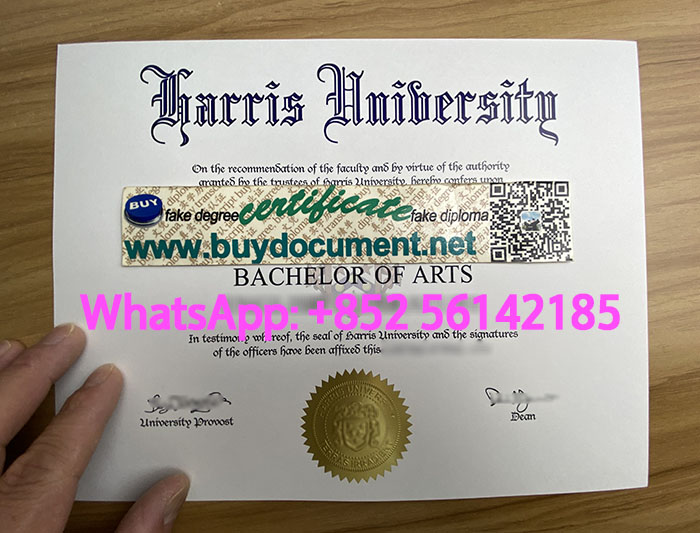 Harris University
On the recommendation of the faculty and by virtue of the authority
granted by the trustees of Harris University, hereby confers upon
BUY
fake degree certificate fake diploma
www.buydocument.net
BACHELOR OF ARTS
WhatsApp: +852 56142185
In testimony whereof, the seal of Harris University and the signatures
of the officers have been affixed this
University Provost
Dean